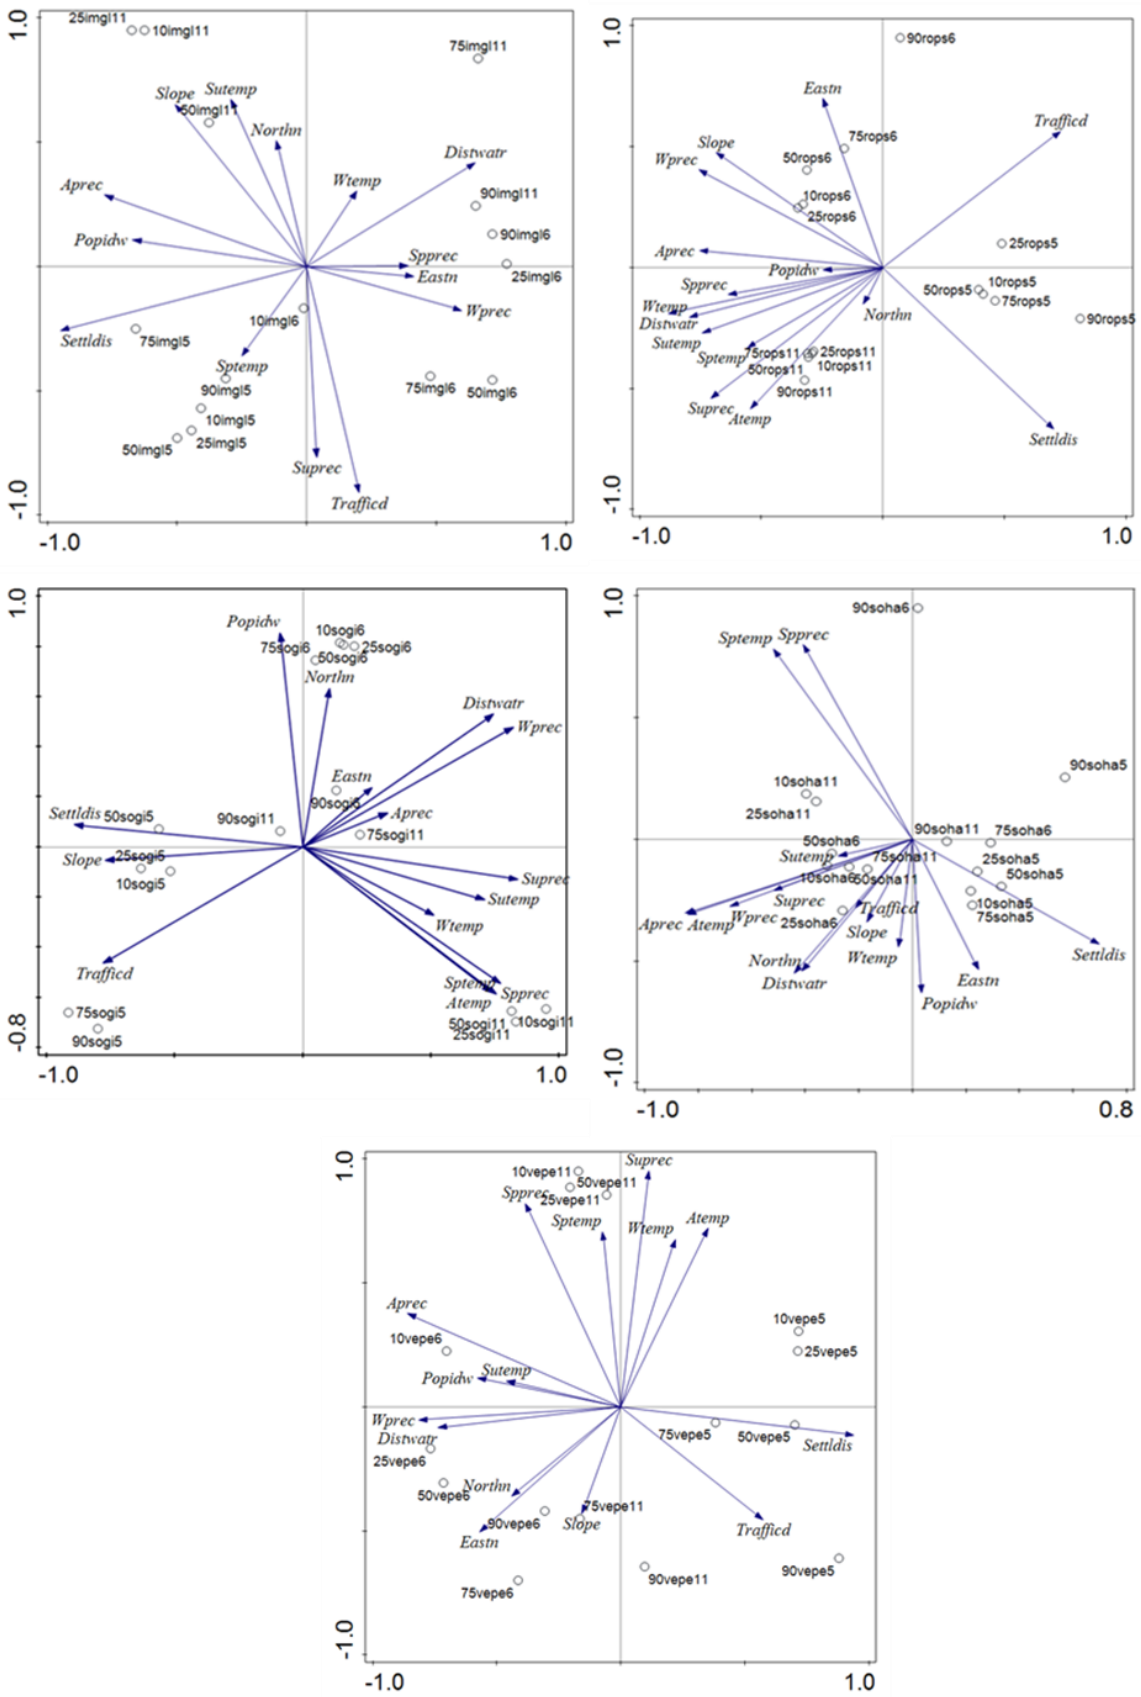 1.0
25imgl11
10imgl11
75imgl11
Slope
Sutemp
50imgl11
Northn
Distwatr
Aprec
Wtemp
90imgl11
Popidw
90imgl6
Spprec
25imgl6
Eastn
10imgl6
Wprec
Settldis
75imgl5
Sptemp
90imgl5
75imgl6
50imgl6
10imgl5
25imgl5
50imgl5
Suprec
Trafficd
-1.0
-1.0
1.0
1.0
90rops6
Eastn
Trafficd
75rops6
Slope
50rops6
Wprec
10rops6
25rops6
Aprec
25rops5
Popidw
Spprec
50rops5
10rops5
75rops5
Wtemp
Northn
90rops5
Distwatr
Sutemp
Sptemp
75rops11
25rops11
50rops11
10rops11
90rops11
Suprec
Atemp
Settldis
-1.0
-1.0
1.0
1.0
Popidw
10sogi6
75sogi6
50sogi6
25sogi6
Northn
Distwatr
Wprec
Eastn
90sogi6
Settldis
50sogi5
90sogi11
Aprec
75sogi11
Slope
25sogi5
10sogi5
Suprec
Sutemp
Wtemp
Trafficd
Sptemp
Spprec
Atemp
75sogi5
50sogi11
10sogi11
25sogi11
90sogi5
-0.8
-1.0
1.0
1.0
90soha6
Sptemp
Spprec
90soha5
10soha11
25soha11
90soha11
75soha6
50soha6
Sutemp
75soha11
25soha5
10soha6
50soha11
50soha5
Suprec
Trafficd
10soha5
Aprec
Atemp
Wprec
25soha6
75soha5
Slope
Northn
Wtemp
Settldis
Distwatr
Eastn
Popidw
-1.0
-1.0
0.8
1.0
10vepe11
Suprec
50vepe11
Spprec
25vepe11
Sptemp
Wtemp
Atemp
Aprec
10vepe5
10vepe6
25vepe5
Popidw
Sutemp
Wprec
Distwatr
75vepe5
50vepe5
Settldis
25vepe6
Northn
50vepe6
75vepe11
90vepe6
Slope
Trafficd
Eastn
90vepe5
75vepe6
90vepe11
-1.0
-1.0
1.0